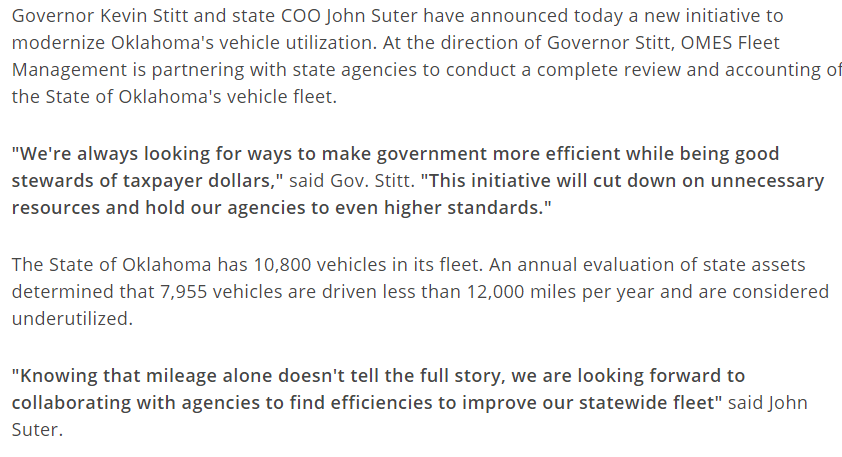 Governor Kevin Stitt and state COO John Suter have announced today a new initiative to
modernize Oklahoma's vehicle utilization. At the direction of Governor Stitt, OMES Fleet
Management is partnering with state agencies to conduct a complete review and accounting of
the State of Oklahoma's vehicle fleet.
"We're always looking for ways to make government more efficient while being good
stewards of taxpayer dollars," said Gov. Stitt. "This initiative will cut down on unnecessary
resources and hold our agencies to even higher standards."
The State of Oklahoma has 10,800 vehicles in its fleet. An annual evaluation of state assets
determined that 7,955 vehicles are driven less than 12,000 miles per year and are considered
underutilized.
"Knowing that mileage alone doesn't tell the full story, we are looking forward to
collaborating with agencies to find efficiencies to improve our statewide fleet" said John
Suter.